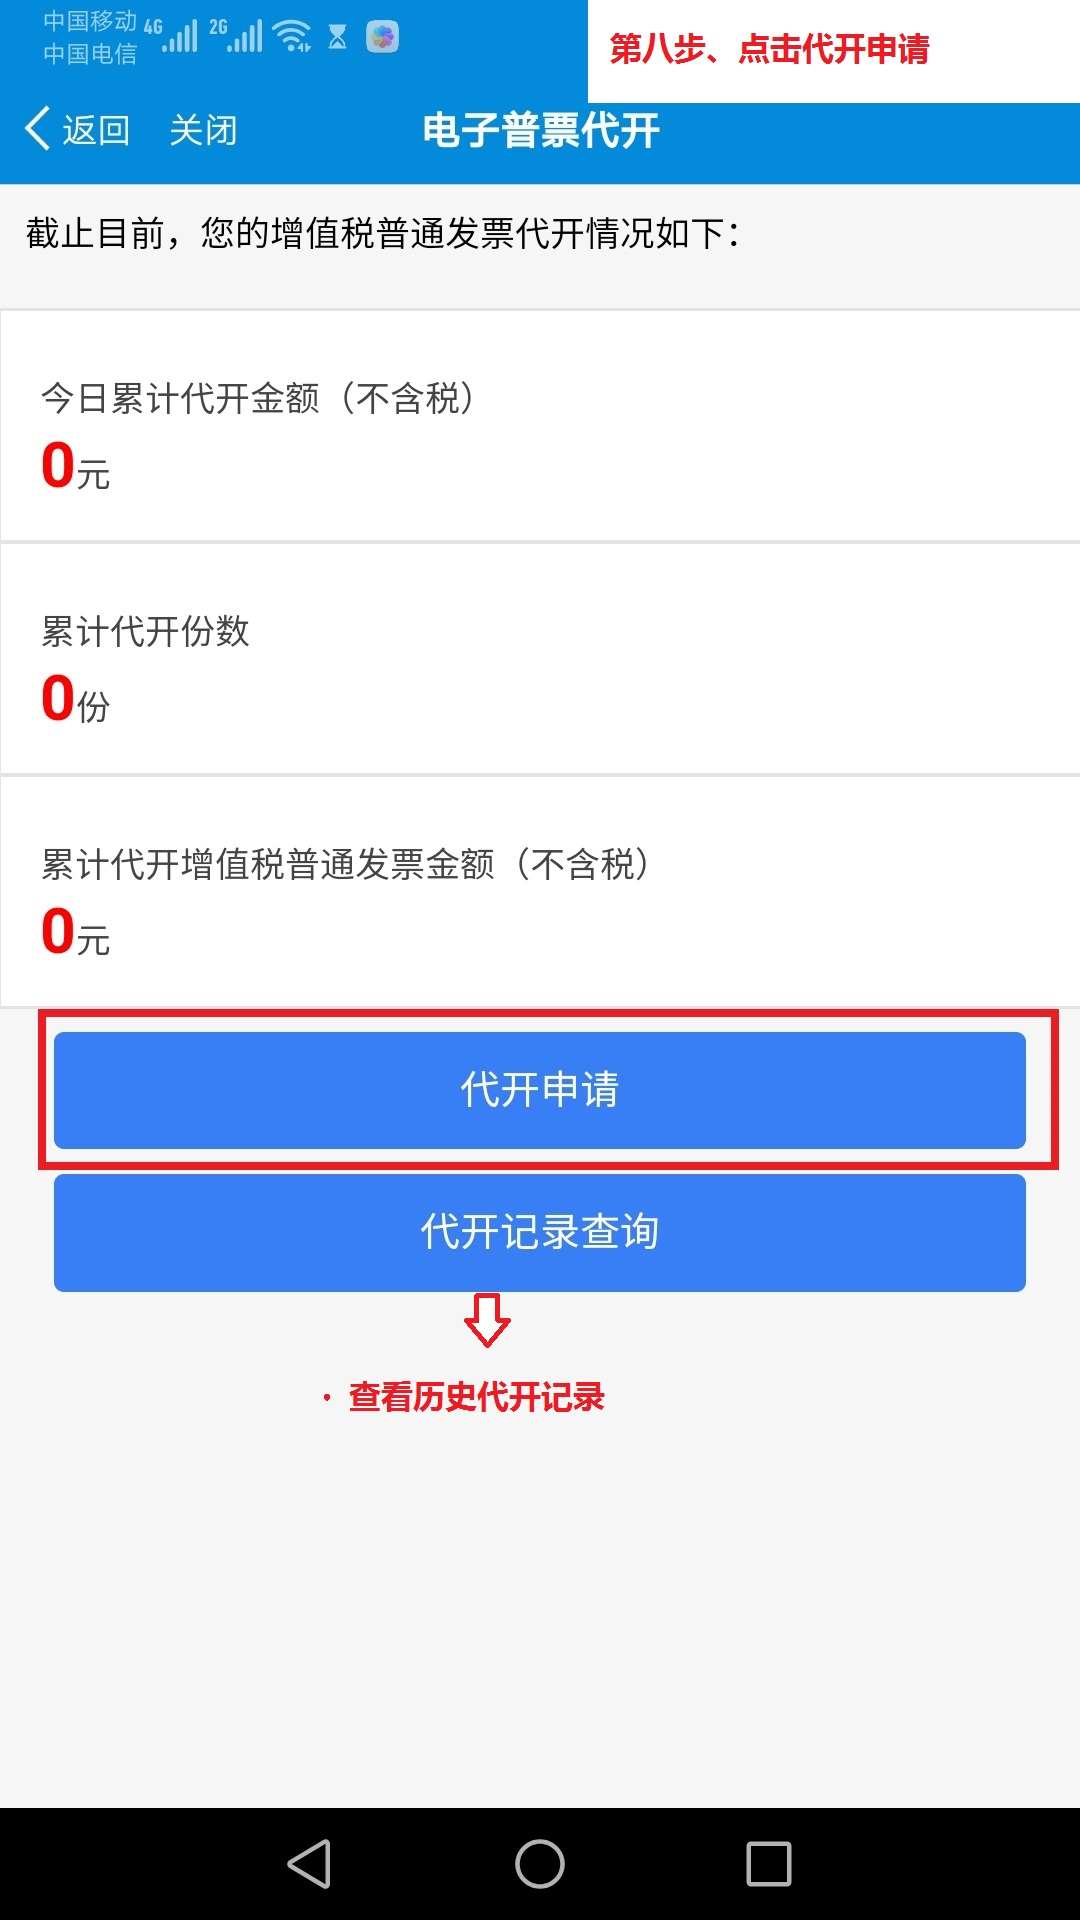 中国移动 4G 2G
中国电信
第八步、点击代开申请
返回 关闭 电子普票代开
截止目前，您的增值税普通发票代开情况如下：
今日累计代开金额（不含税）
0元
累计代开份数
0份
累计代开增值税普通发票金额（不含税）
0元
代开申请
代开记录查询
· 查看历史代开记录